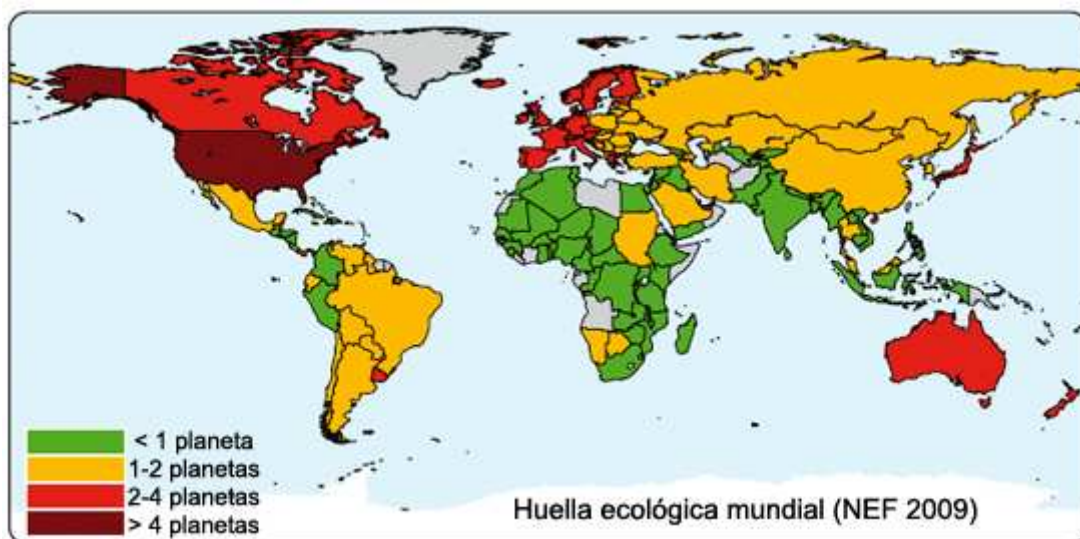 < 1 planeta
1-2 planetas
2-4 planetas
> 4 planetas
Huella ecológica mundial (NEF 2009)